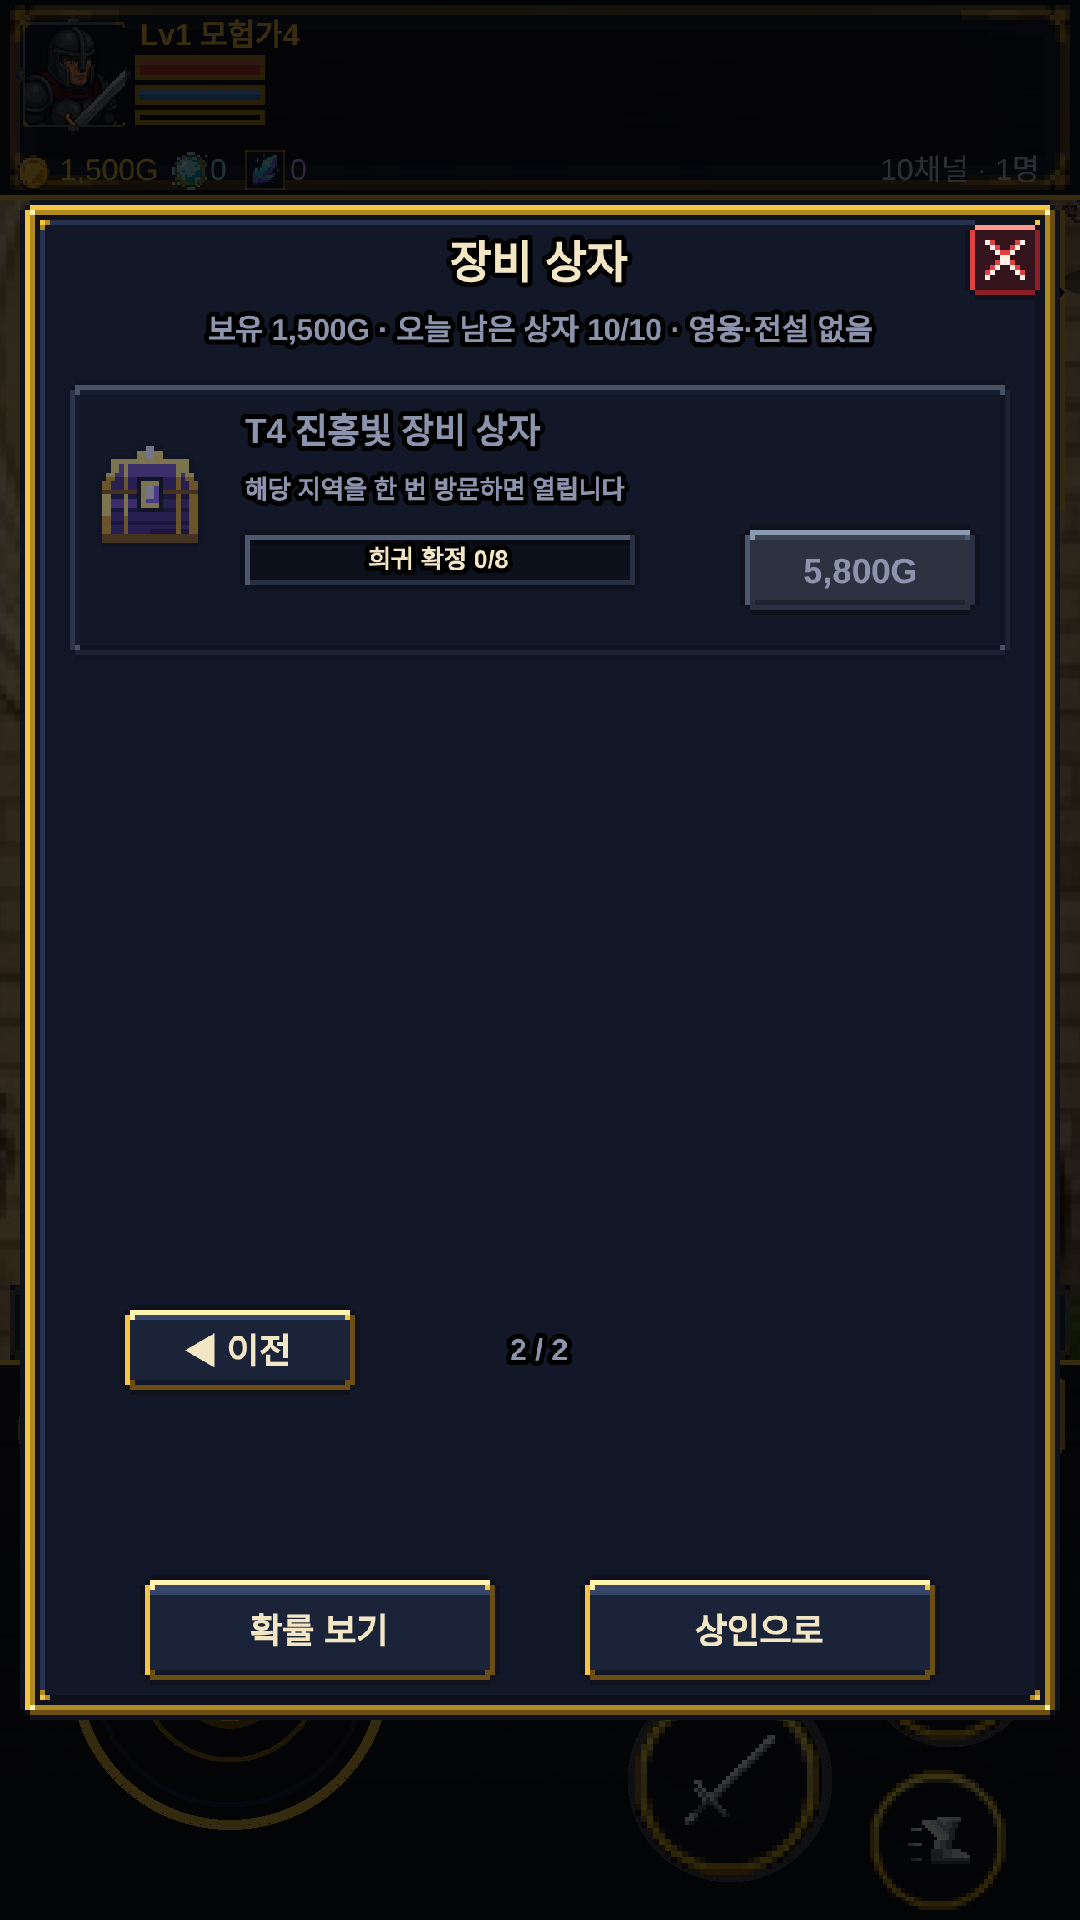 Lv1 모험가4
1,500G 0 0 10채널 · 1명
장비 상자
보유 1,500G · 오늘 남은 상자 10/10 · 영웅·전설 없음
T4 진홍빛 장비 상자
해당 지역을 한 번 방문하면 열립니다
희귀 확정 0/8
5,800G
◀ 이전
2 / 2
확률 보기
상인으로